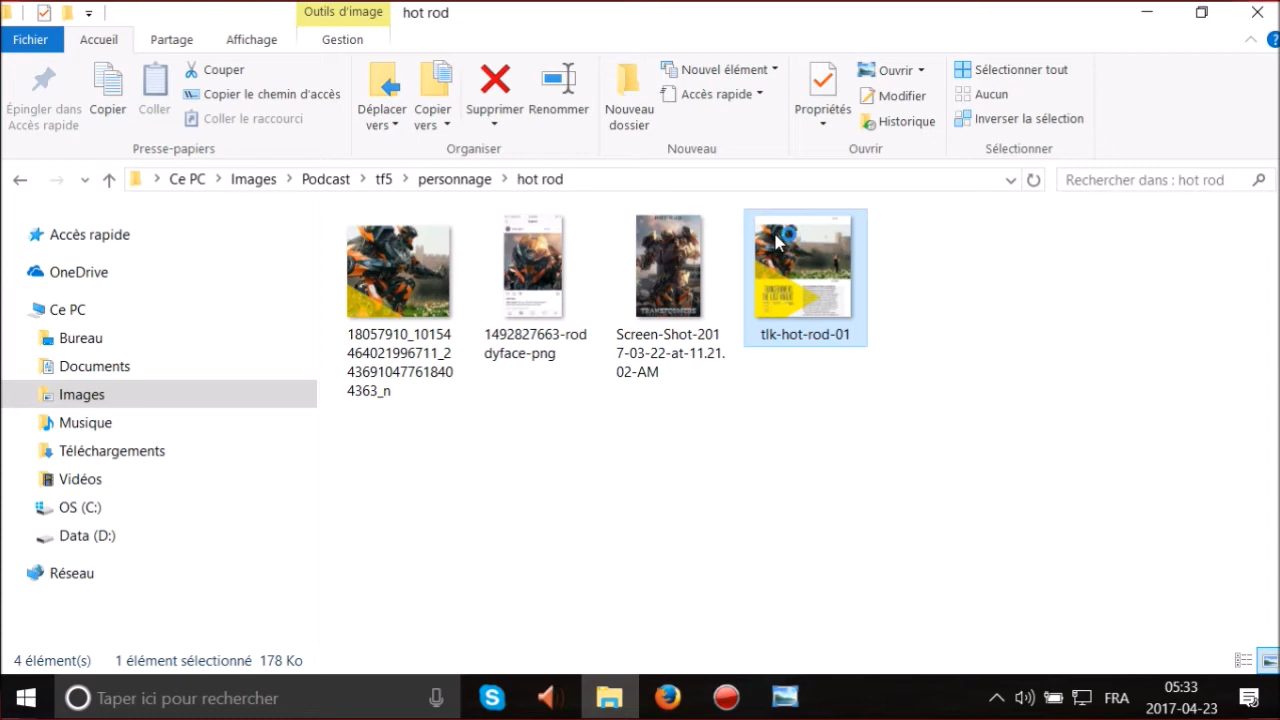 Outils d'image
hot rod
Fichier
Accueil
Partage
Affichage
Gestion
Épingler dans
Accès rapide
Copier
Coller
Couper
Copier le chemin d'accès
Coller le raccourci
Presse-papiers
Déplacer
vers
Copier
vers
Supprimer
Renommer
Organiser
Nouveau
dossier
Nouvel élément
Accès rapide
Nouveau
Propriétés
Ouvrir
Modifier
Historique
Ouvrir
Sélectionner tout
Aucun
Inverser la sélection
Sélectionner
Ce PC
Images
Podcast
tf5
personnage
hot rod
Rechercher dans : hot rod
Accès rapide
OneDrive
Ce PC
Bureau
Documents
Images
Musique
Téléchargements
Vidéos
OS (C:)
Data (D:)
Réseau
18057910_10154
464021996711_2
43691047761840
4363_n
1492827663-rod
dyface-png
Screen-Shot-201
7-03-22-at-11.21.
02-AM
tlk-hot-rod-01
4 élément(s)
1 élément sélectionné 178 Ko
Taper ici pour rechercher
FRA
05:33
2017-04-23